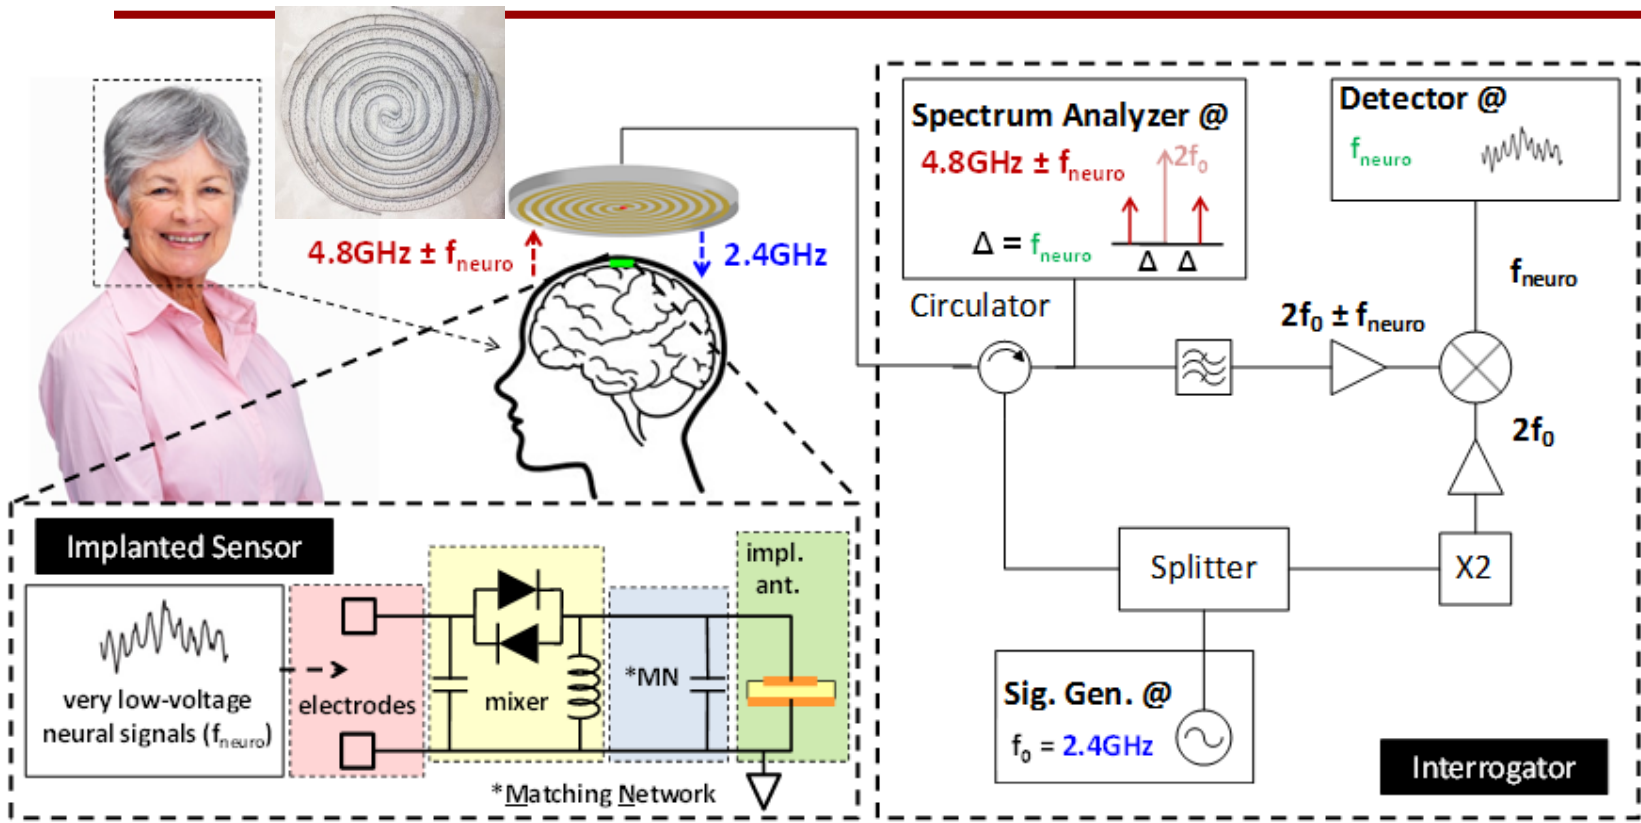 4.8GHz ± fneuro
2.4GHz
Spectrum Analyzer @
4.8GHz ± fneuro
2f0
Δ = fneuro
Δ Δ
Detector @
fneuro
Circulator
2f0 ± fneuro
fneuro
2f0
Splitter
X2
Sig. Gen. @
f0 = 2.4GHz
Interrogator
Implanted Sensor
very low-voltage
neural signals (fneuro)
electrodes
mixer
*MN
impl.
ant.
*Matching Network